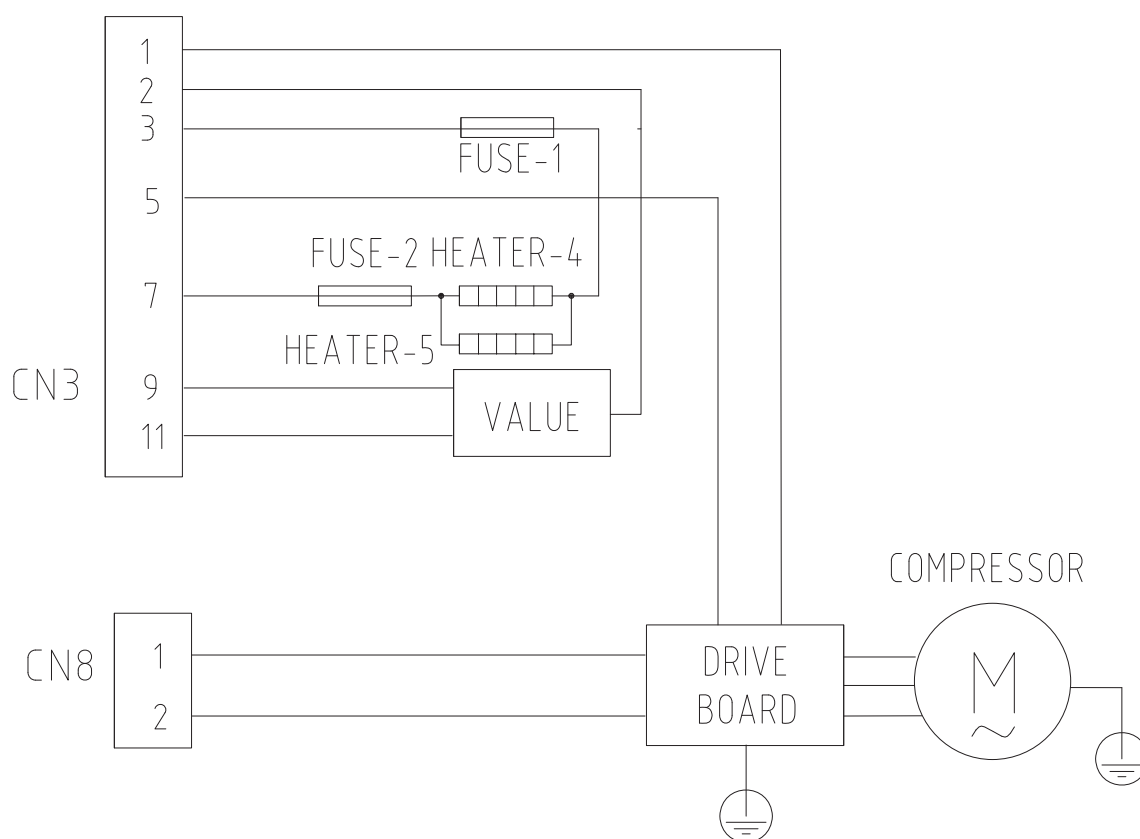 1
2
3
FUSE-1
5
FUSE-2 HEATER-4
7
HEATER-5
CN3
9
VALUE
11
COMPRESSOR
CN8
1
2
DRIVE
BOARD
M
~